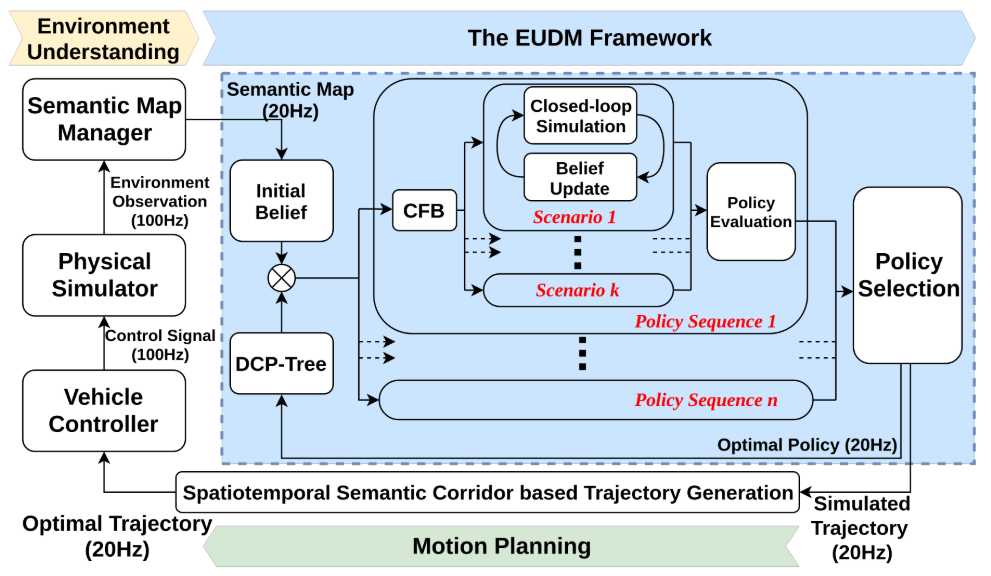 Environment
Understanding
The EUDM Framework
Semantic Map
Manager
Semantic Map
(20Hz)
Environment
Observation
(100Hz)
Initial
Belief
CFB
Closed-loop
Simulation
Belief
Update
Scenario 1
Scenario k
Policy
Evaluation
Policy
Selection
Policy Sequence 1
Physical
Simulator
Control Signal
(100Hz)
DCP-Tree
Policy Sequence n
Vehicle
Controller
Optimal Policy (20Hz)
Spatiotemporal Semantic Corridor based Trajectory Generation
Optimal Trajectory
(20Hz)
Simulated
Trajectory
(20Hz)
Motion Planning